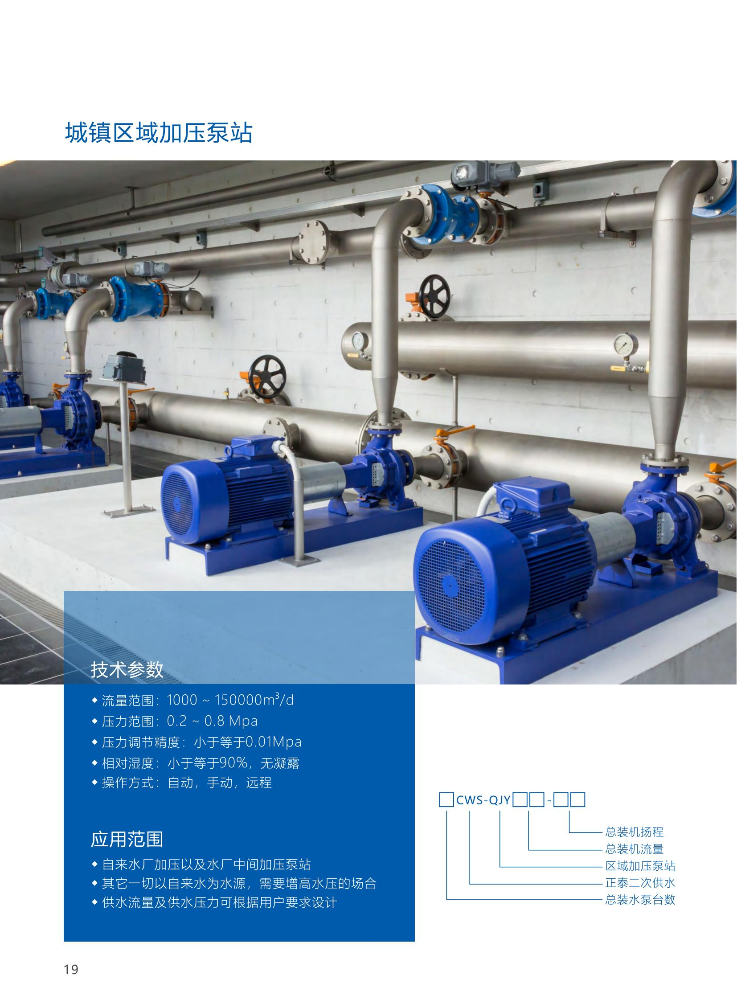 城镇区域加压泵站
技术参数
◆ 流量范围：1000 ~ 150000m³/d
◆ 压力范围：0.2 ~ 0.8 Mpa
◆ 压力调节精度：小于等于0.01Mpa
◆ 相对湿度：小于等于90%，无凝露
◆ 操作方式：自动，手动，远程
应用范围
◆ 自来水厂加压以及水厂中间加压泵站
◆ 其它一切以自来水为水源，需要增高水压的场合
◆ 供水流量及供水压力可根据用户要求设计
□CWS-QJY□□-□□
总装机扬程
总装机流量
区域加压泵站
正泰二次供水
总装水泵台数
19